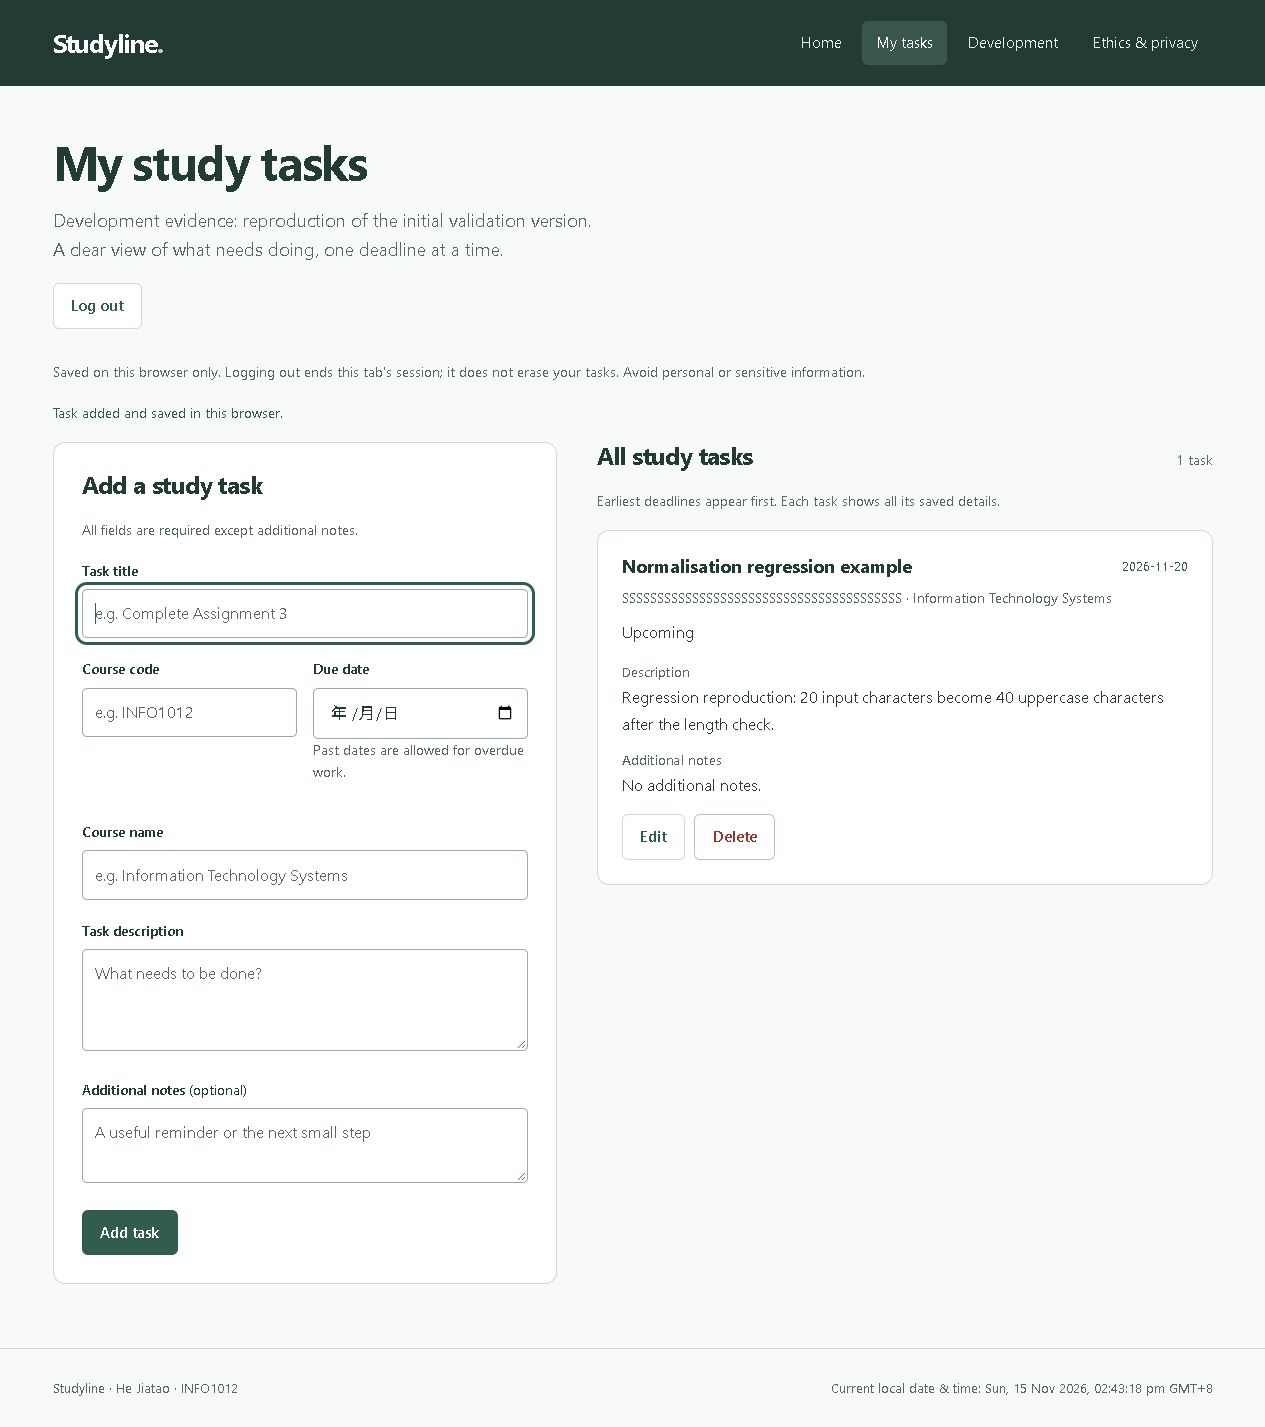 Studyline.
Home
My tasks
Development
Ethics & privacy
My study tasks
Development evidence: reproduction of the initial validation version.
A clear view of what needs doing, one deadline at a time.
Log out
Saved on this browser only. Logging out ends this tab's session; it does not erase your tasks. Avoid personal or sensitive information.
Task added and saved in this browser.
Add a study task
All fields are required except additional notes.
Task title
e.g. Complete Assignment 3
Course code
Due date
e.g. INFO1012
年 /月/日
Past dates are allowed for overdue
work.
Course name
e.g. Information Technology Systems
Task description
What needs to be done?
Additional notes (optional)
A useful reminder or the next small step
Add task
All study tasks
1 task
Earliest deadlines appear first. Each task shows all its saved details.
Normalisation regression example
2026-11-20
SSSSSSSSSSSSSSSSSSSSSSSSSSSSSSSSSSSSSSSS · Information Technology Systems
Upcoming
Description
Regression reproduction: 20 input characters become 40 uppercase characters
after the length check.
Additional notes
No additional notes.
Edit
Delete
Studyline · He Jiatao · INFO1012
Current local date & time: Sun, 15 Nov 2026, 02:43:18 pm GMT+8